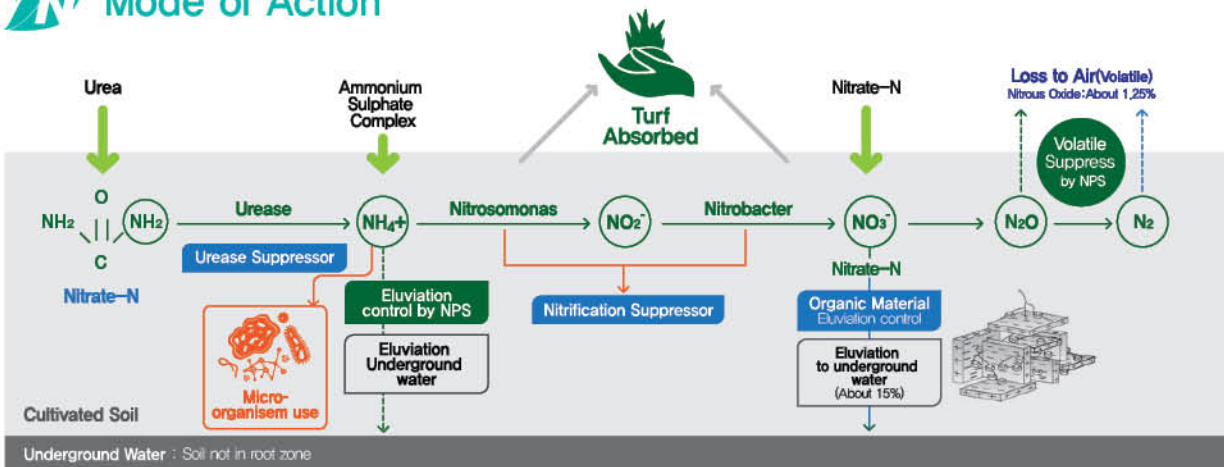 N
Mode of Action
Urea
Ammonium
Sulphate
Complex
Turf
Absorbed
Nitrate-N
Loss to Air(Volatile)
Nitrous Oxide:About 1,25%
Volatile
Suppress
by NPS
O
NH2
C
NH2
Urease
NH4+
Nitrosomonas
NO2-
Nitrobacter
NO3-
N2O
N2
Nitrate-N
Urease Suppressor
Eluviation
control by NPS
Nitrification Suppressor
Nitrate-N
Organic Material
Eluviation control
Micro-
organisem use
Eluviation
Underground
water
Eluviation
to underground
water
(About 15%)
Cultivated Soil
Underground Water : Soil not in root zone